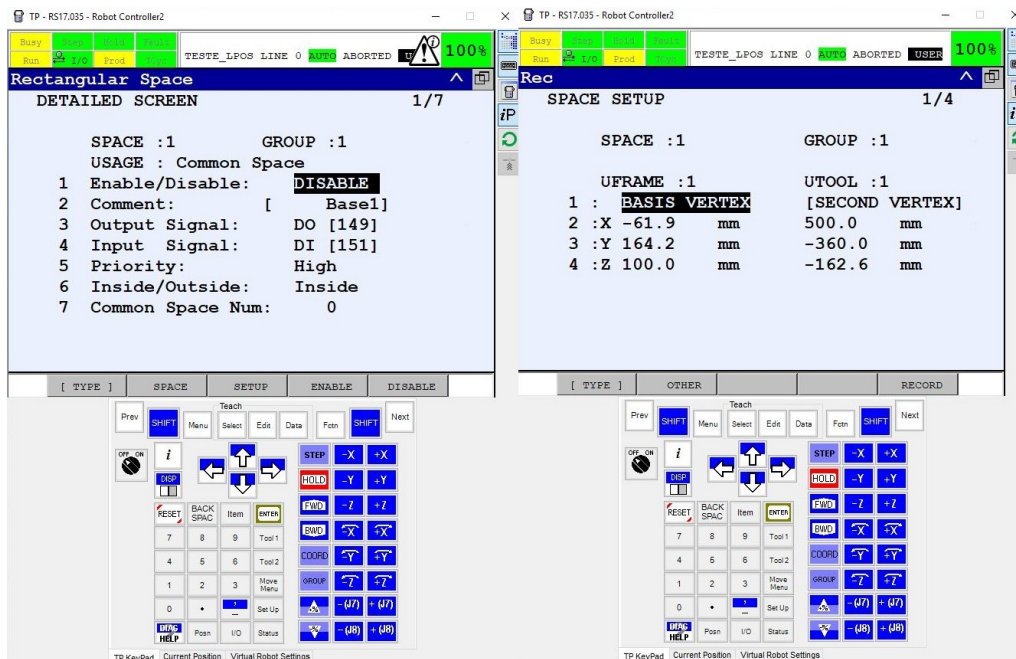 TP - RS17.035 - Robot Controller2
Busy Step Hold Fault
Run I/O Prod TCyc
TESTE_LPOS LINE 0 AUTO ABORTED
100%
Rectangular Space
DETAILED SCREEN 1/7
SPACE :1 GROUP :1
USAGE : Common Space
1 Enable/Disable: DISABLE
2 Comment: [ Base1]
3 Output Signal: DO [149]
4 Input Signal: DI [151]
5 Priority: High
6 Inside/Outside: Inside
7 Common Space Num: 0
[ TYPE ] SPACE SETUP ENABLE DISABLE
iP
Teach
Prev SHIFT Menu Select Edit Data Fctn SHIFT Next
OFF ON i STEP -X +X
DISP HOLD -Y +Y
RESET BACK SPAC Item ENTER FWD -Z +Z
7 8 9 Tool1 BWD -X +X
4 5 6 Tool2 COORD -Y +Y
1 2 3 Move Menu GROUP -Z +Z
0 . , - Set Up +% -(J7) +(J7)
DIAG HELP Posn I/O Status -% -(J8) +(J8)
TP KeyPad Current Position Virtual Robot Settings
TP - RS17.035 - Robot Controller2
Busy Step Hold Fault
Run I/O Prod TCyc
TESTE_LPOS LINE 0 AUTO ABORTED USER
100%
Rec
SPACE SETUP 1/4
SPACE :1 GROUP :1
UFRAME :1 UTOOL :1
1 : BASIS VERTEX [SECOND VERTEX]
2 :X -61.9 mm 500.0 mm
3 :Y 164.2 mm -360.0 mm
4 :Z 100.0 mm -162.6 mm
[ TYPE ] OTHER RECORD
Teach
Prev SHIFT Menu Select Edit Data Fctn SHIFT Next
OFF ON i STEP -X +X
DISP HOLD -Y +Y
RESET BACK SPAC Item ENTER FWD -Z +Z
7 8 9 Tool1 BWD -X +X
4 5 6 Tool2 COORD -Y +Y
1 2 3 Move Menu GROUP -Z +Z
0 . , - Set Up +% -(J7) +(J7)
DIAG HELP Posn I/O Status -% -(J8) +(J8)
TP KeyPad Current Position Virtual Robot Settings